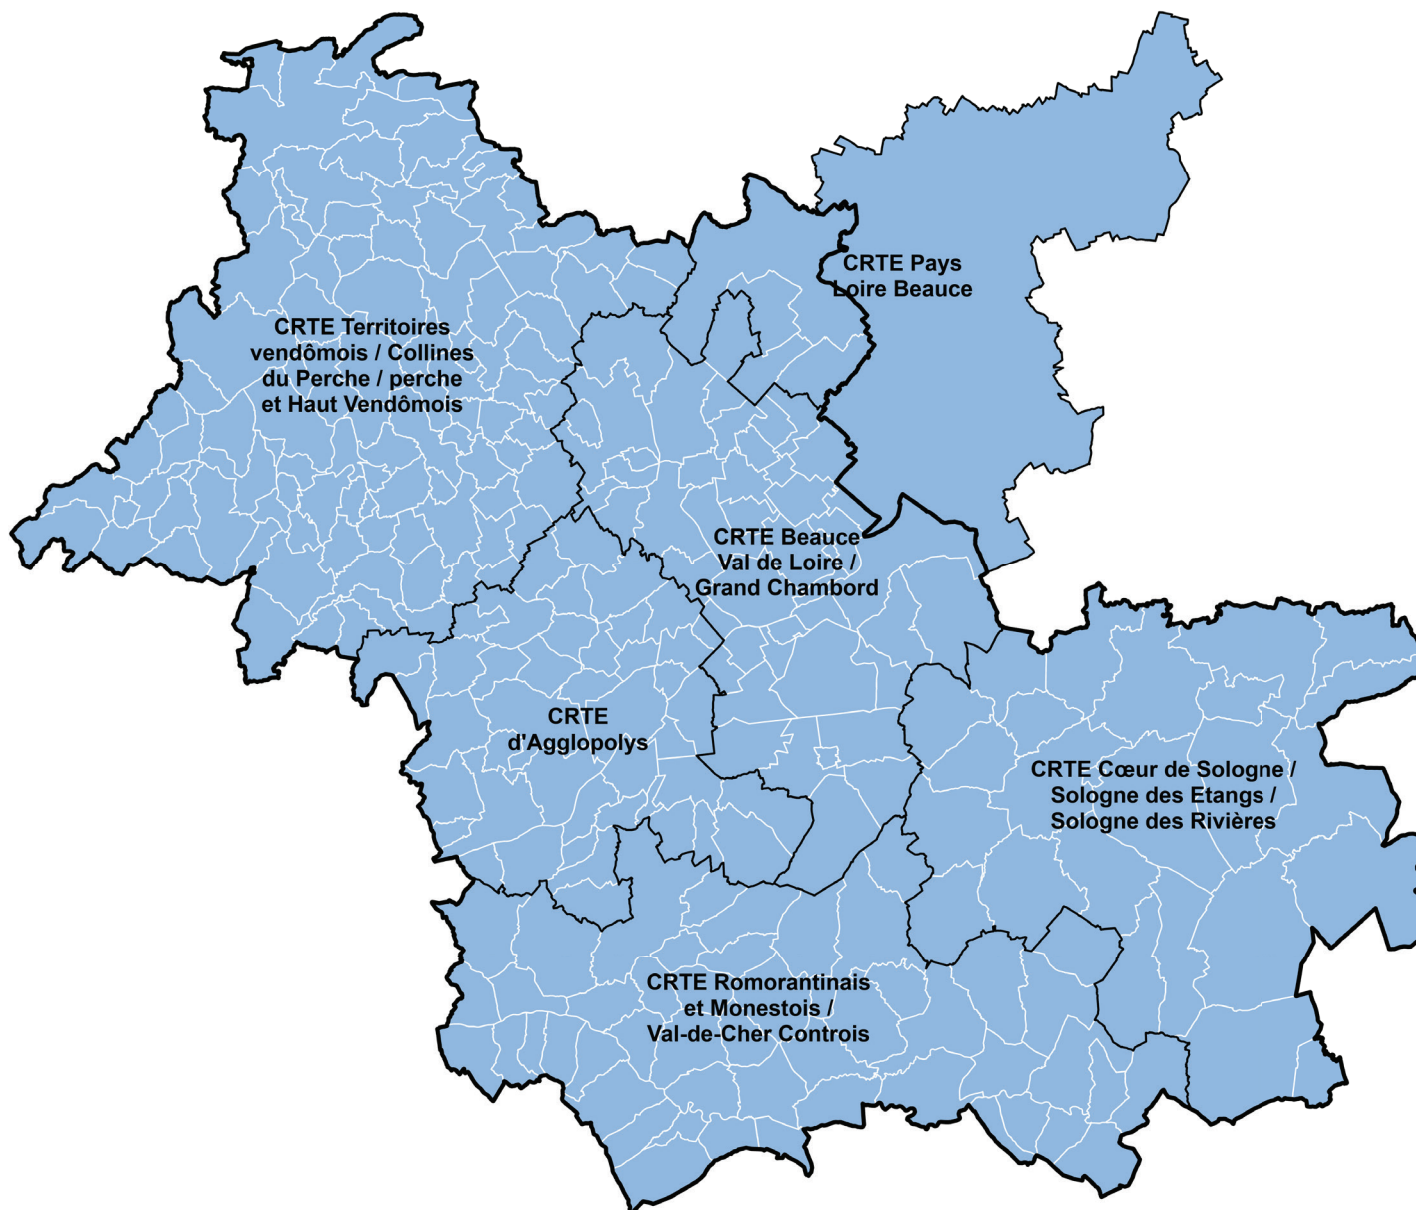 CRTE Pays
Loire Beauce
CRTE Territoires
vendômois / Collines
du Perche / perche
et Haut Vendômois
CRTE Beauce
Val de Loire /
Grand Chambord
CRTE
d'Agglopolys
CRTE Cœur de Sologne /
Sologne des Etangs /
Sologne des Rivières
CRTE Romorantinais
et Monestois /
Val-de-Cher Controis